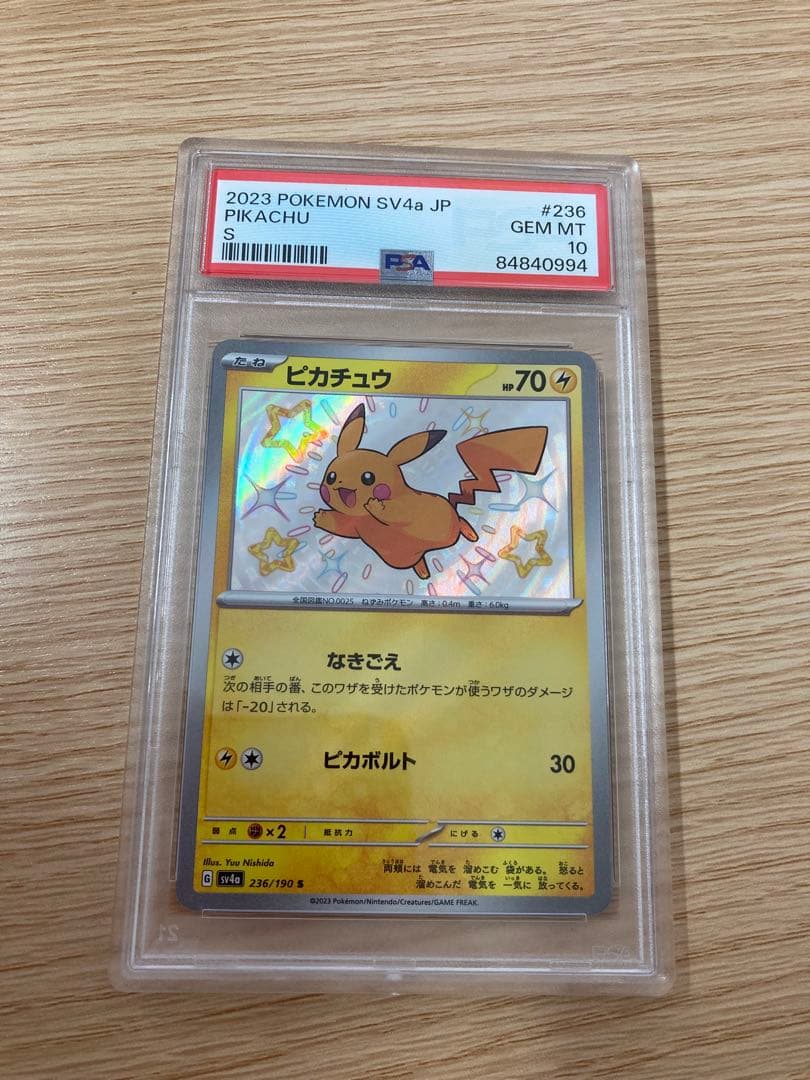 2023 POKEMON SV4a JP #236
PIKACHU GEM MT
S 10
PSA 84840994
たね ピカチュウ HP 70
全国図鑑NO.0025 ねずみポケモン 高さ:0.4m 重さ:6.0kg
なきごえ
次の相手の番、このワザを受けたポケモンが使うワザのダメージ
は「-20」される。
ピカボルト 30
弱点 ×2 抵抗力 にげる
Illus. Yuu Nishida
両頬には 電気を 溜めこむ 袋がある。 怒ると
溜めこんだ 電気を 一気に 放ってくる。
G sv4a 236/190 S
©2023 Pokémon/Nintendo/Creatures/GAME FREAK.